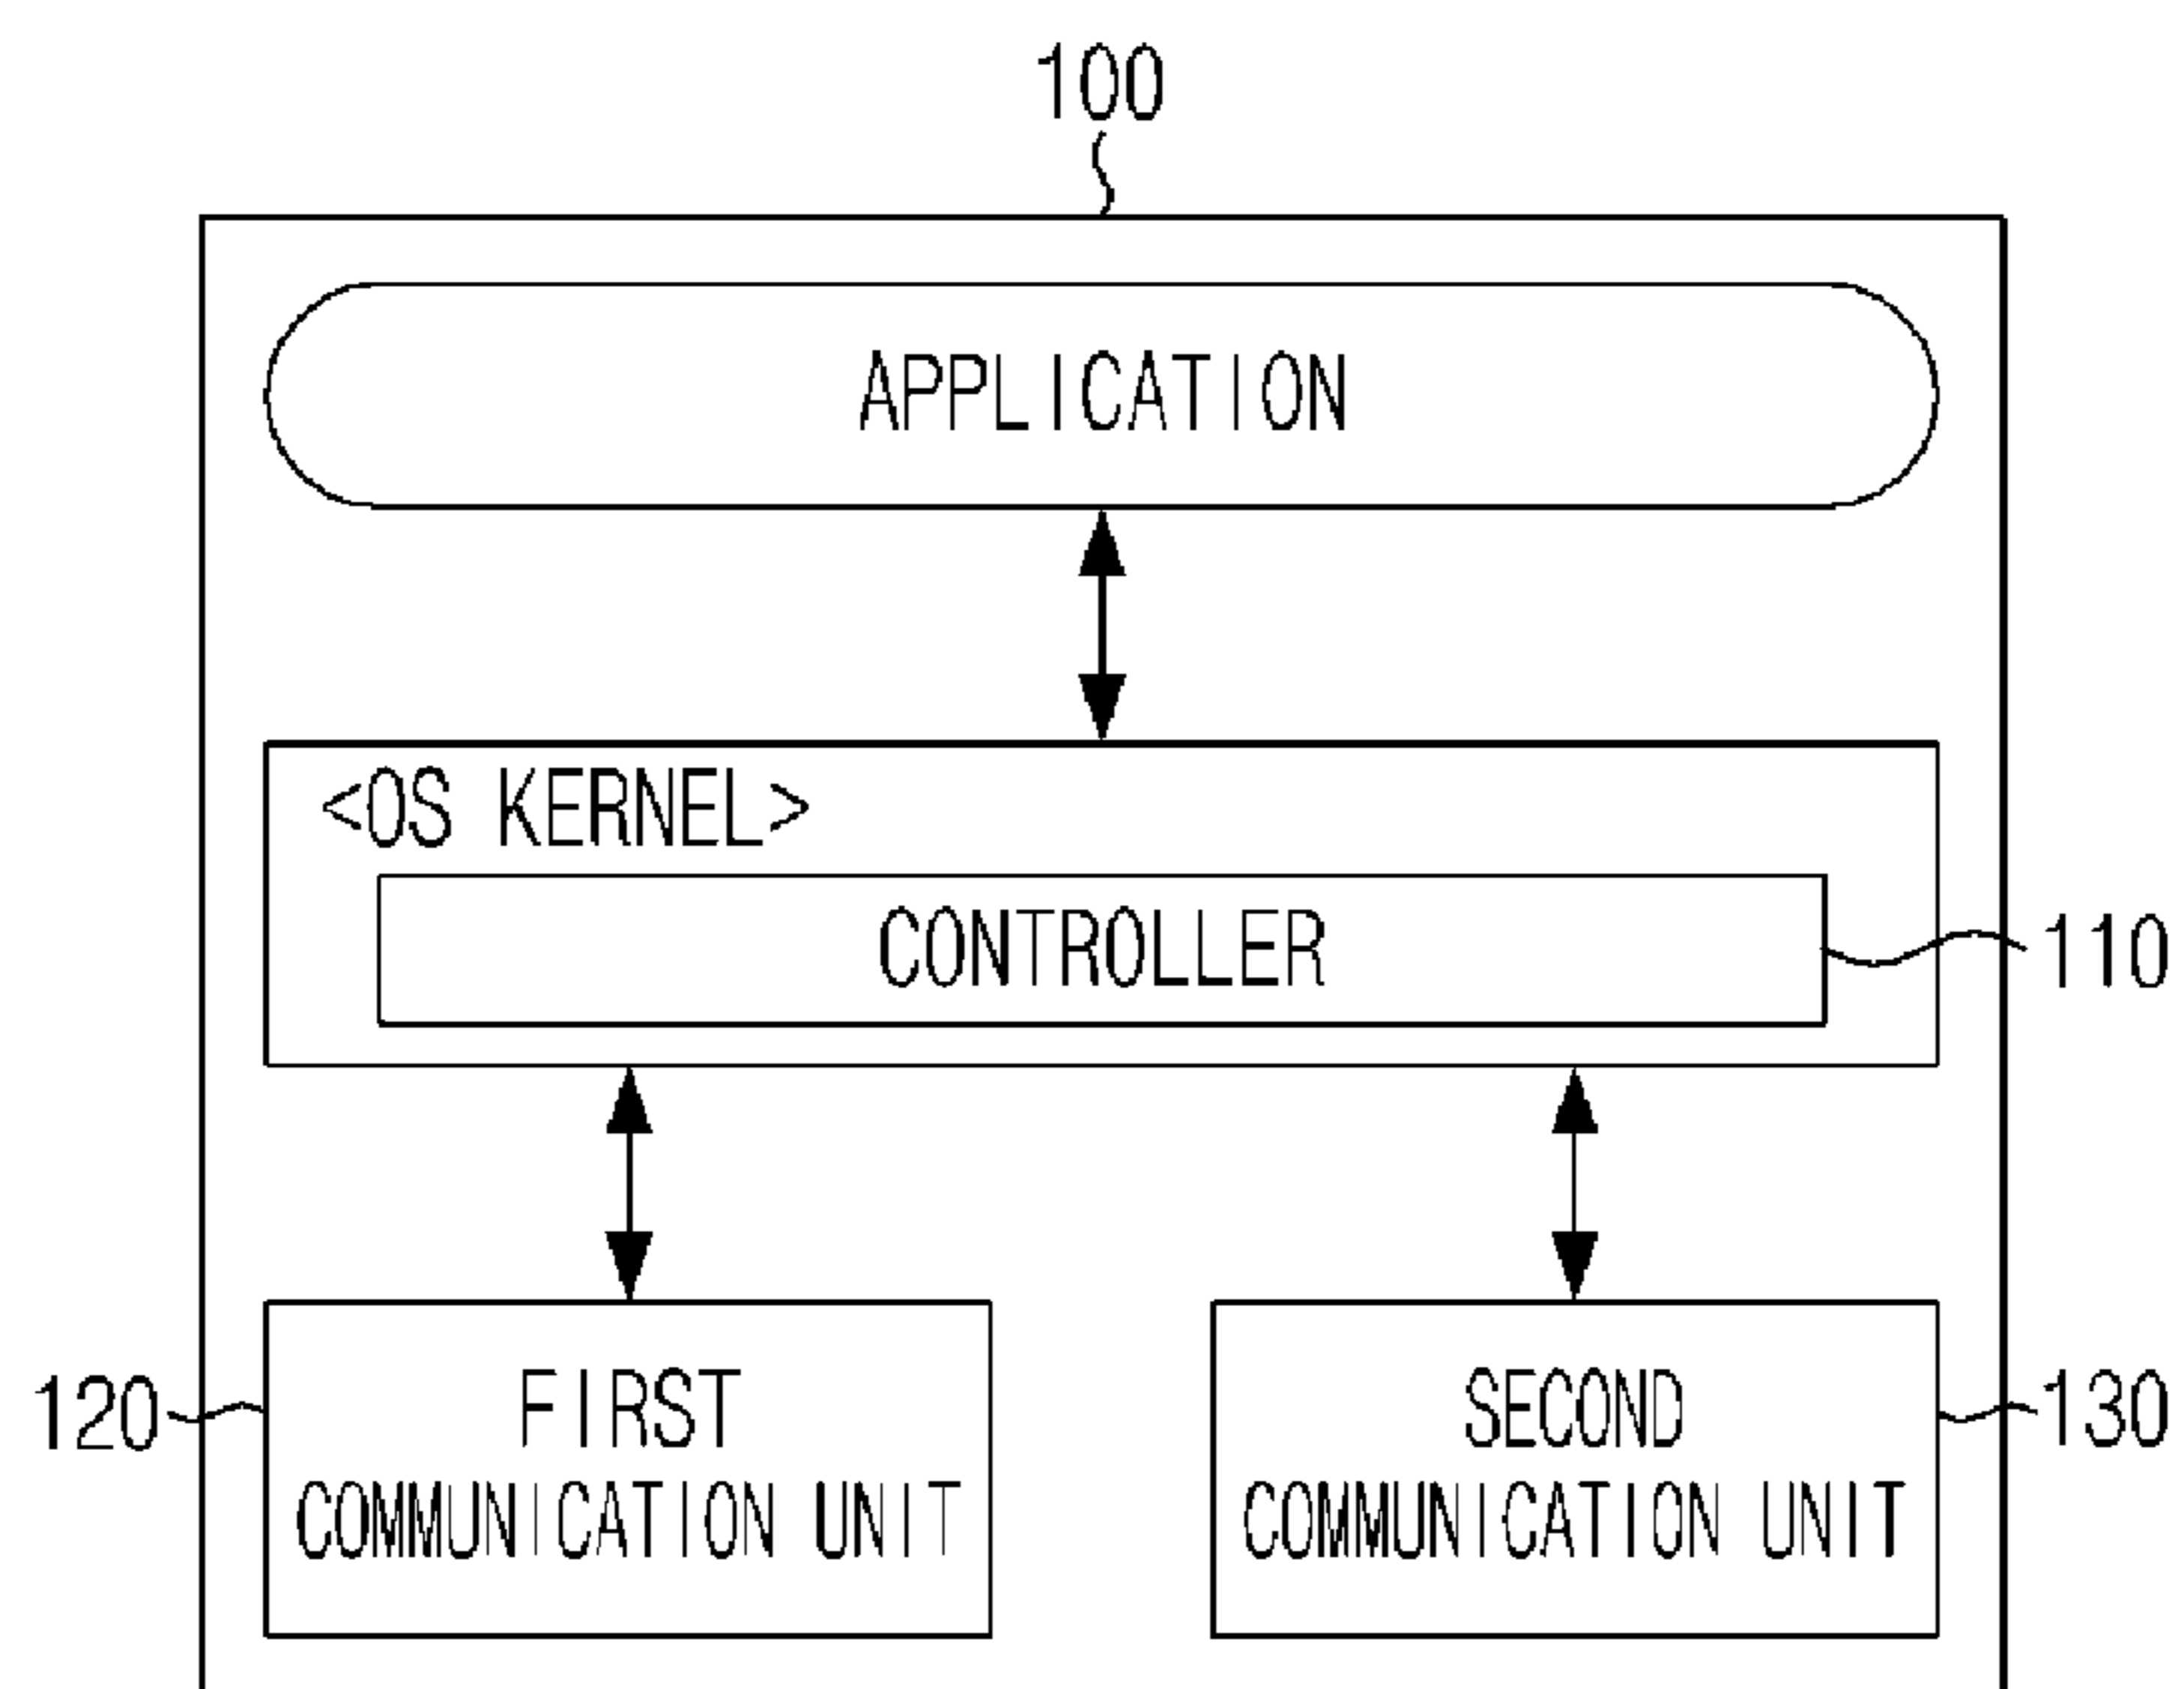 100
APPLICATION
<OS KERNEL>
CONTROLLER
110
120
FIRST
COMMUNICATION UNIT
SECOND
COMMUNICATION UNIT
130